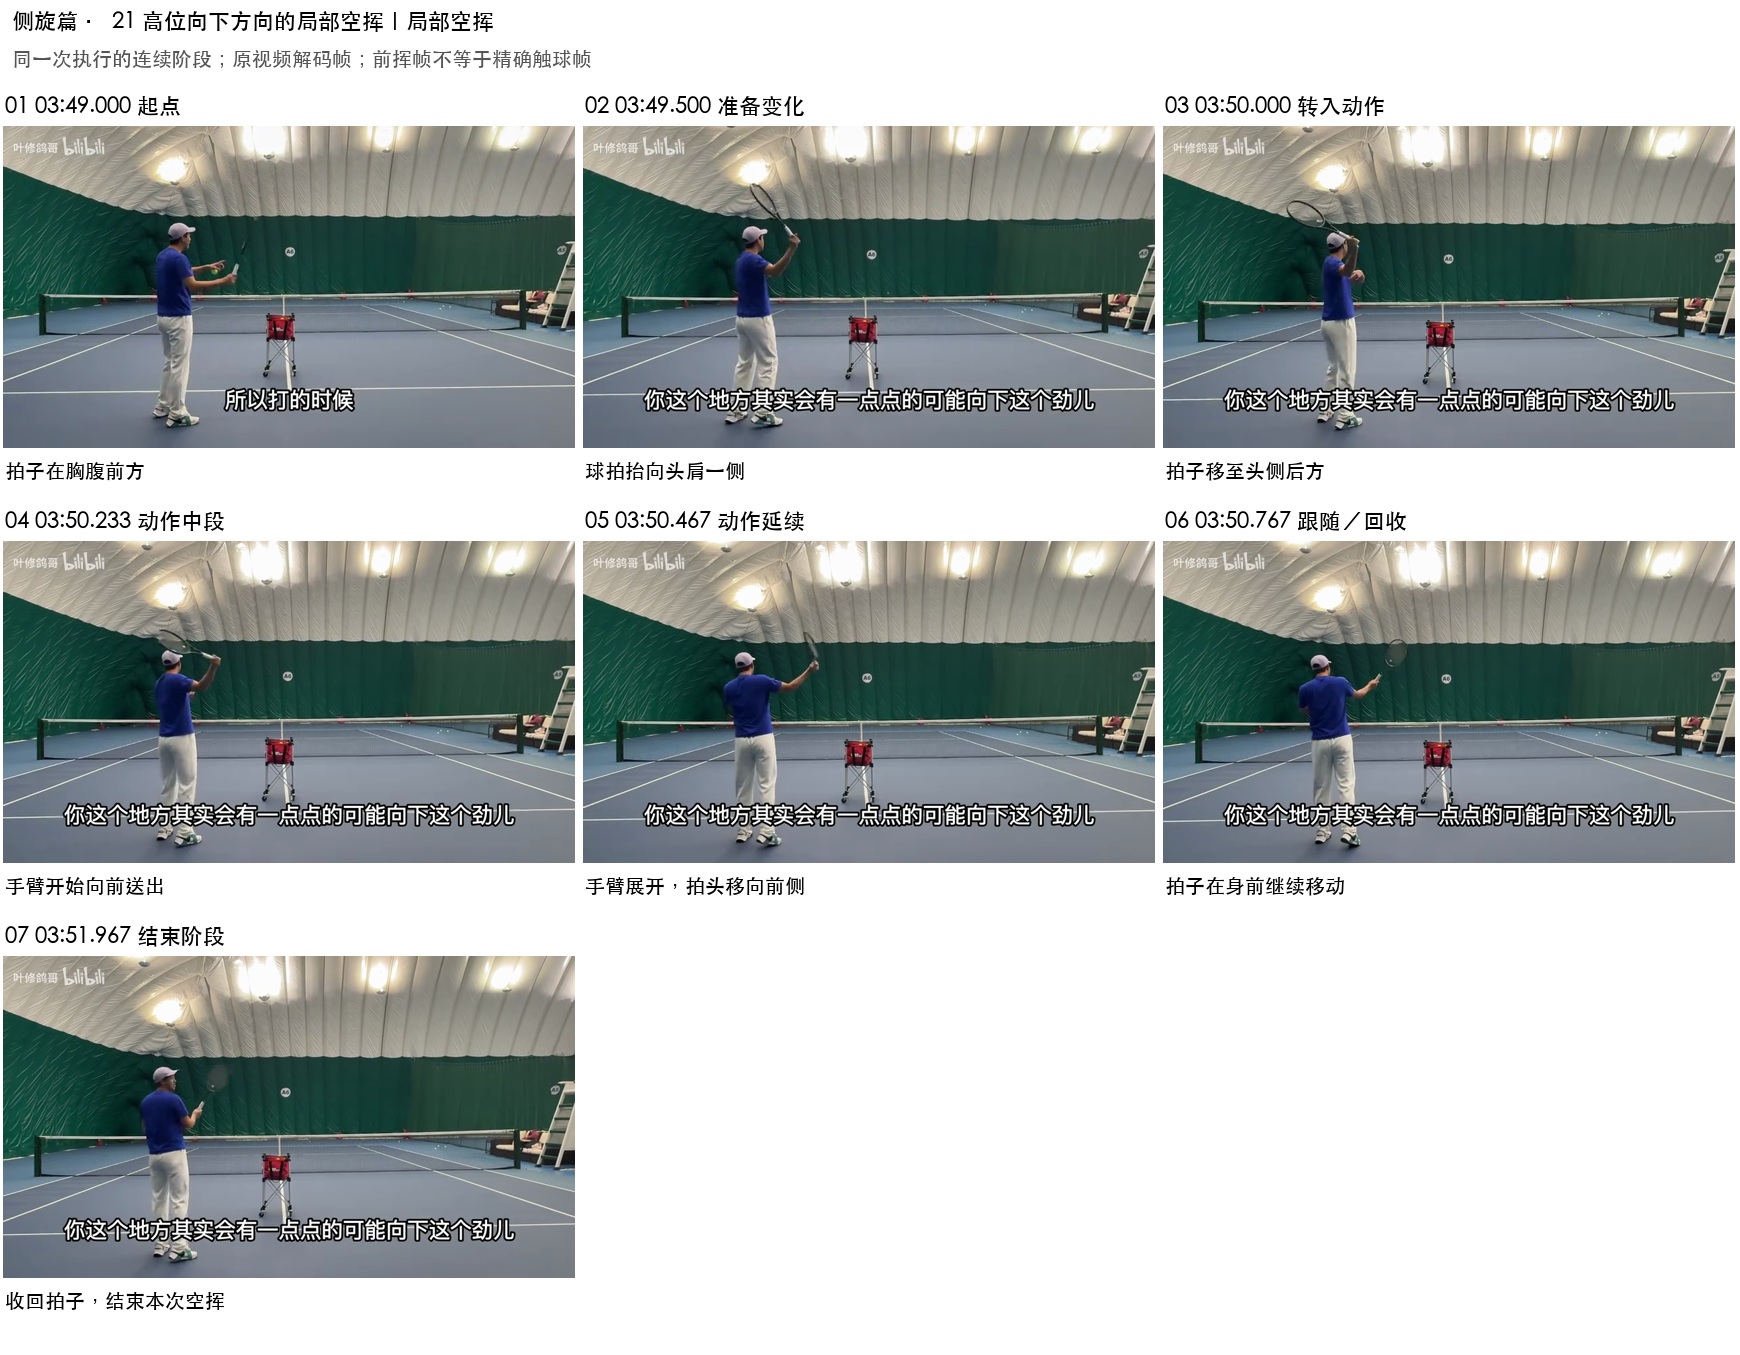 侧旋篇 · 21 高位向下方向的局部空挥｜局部空挥
同一次执行的连续阶段；原视频解码帧；前挥帧不等于精确触球帧
01 03:49.000 起点
02 03:49.500 准备变化
03 03:50.000 转入动作
叶修鸽哥 bilibili
叶修鸽哥 bilibili
叶修鸽哥 bilibili
A6
A6
A6
所以打的时候
你这个地方其实会有一点点的可能向下这个劲儿
你这个地方其实会有一点点的可能向下这个劲儿
拍子在胸腹前方
球拍抬向头肩一侧
拍子移至头侧后方
04 03:50.233 动作中段
05 03:50.467 动作延续
06 03:50.767 跟随／回收
叶修鸽哥 bilibili
叶修鸽哥 bilibili
叶修鸽哥 bilibili
A6
A6
A6
你这个地方其实会有一点点的可能向下这个劲儿
你这个地方其实会有一点点的可能向下这个劲儿
你这个地方其实会有一点点的可能向下这个劲儿
手臂开始向前送出
手臂展开，拍头移向前侧
拍子在身前继续移动
07 03:51.967 结束阶段
叶修鸽哥 bilibili
A6
你这个地方其实会有一点点的可能向下这个劲儿
收回拍子，结束本次空挥